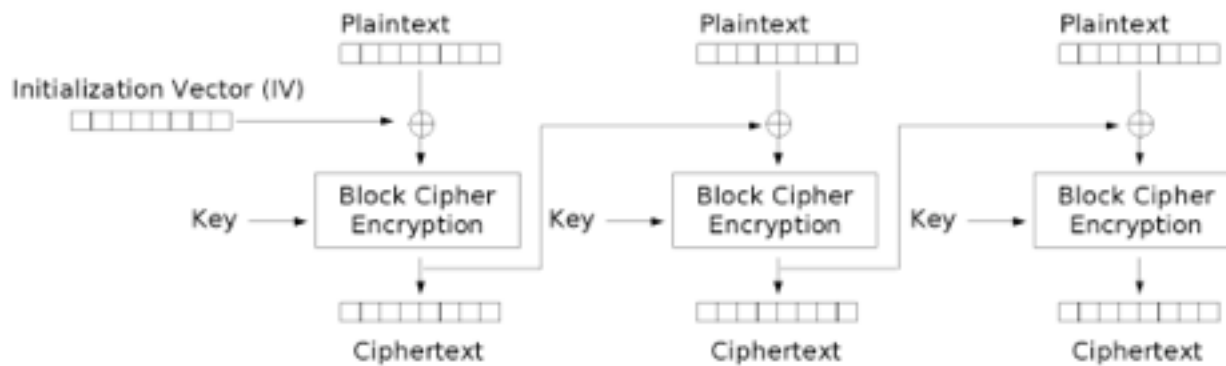 Plaintext
Plaintext
Plaintext
Initialization Vector (IV)
Key
Block Cipher
Encryption
Key
Block Cipher
Encryption
Key
Block Cipher
Encryption
Ciphertext
Ciphertext
Ciphertext